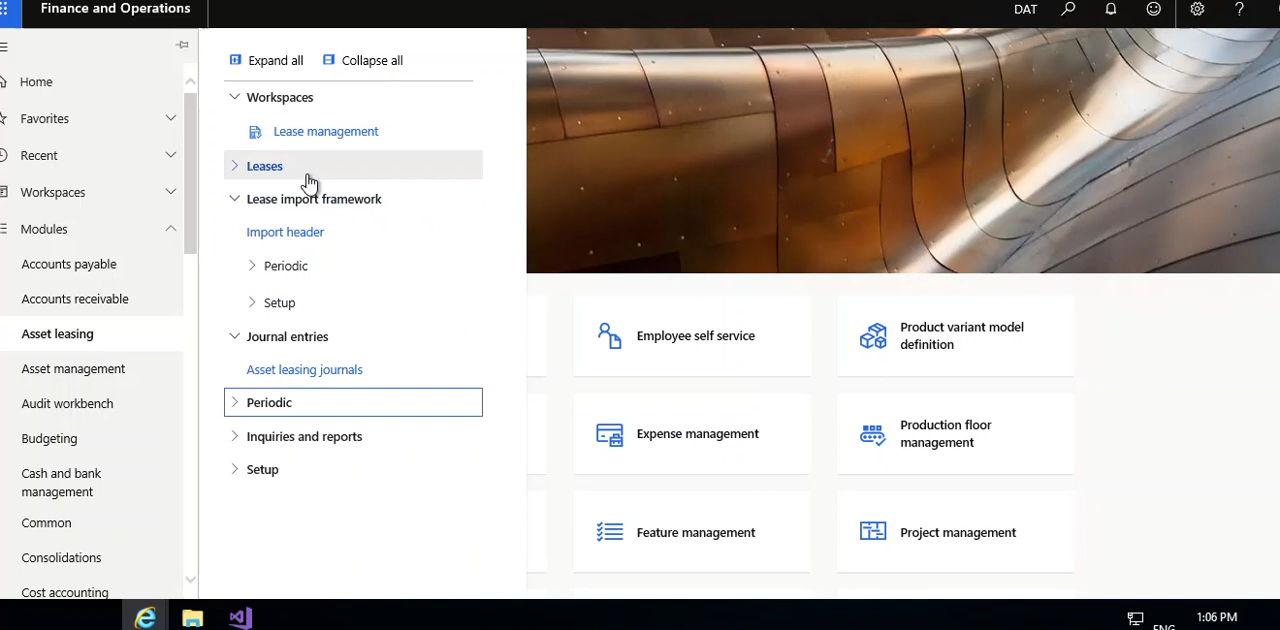 Finance and Operations
DAT
Home
Favorites
Recent
Workspaces
Modules
Accounts payable
Accounts receivable
Asset leasing
Asset management
Audit workbench
Budgeting
Cash and bank
management
Common
Consolidations
Cost accounting
Expand all
Collapse all
Workspaces
Lease management
Leases
Lease import framework
Import header
Periodic
Setup
Journal entries
Asset leasing journals
Periodic
Inquiries and reports
Setup
Employee self service
Product variant model
definition
Expense management
Production floor
management
Feature management
Project management
ENG
1:06 PM